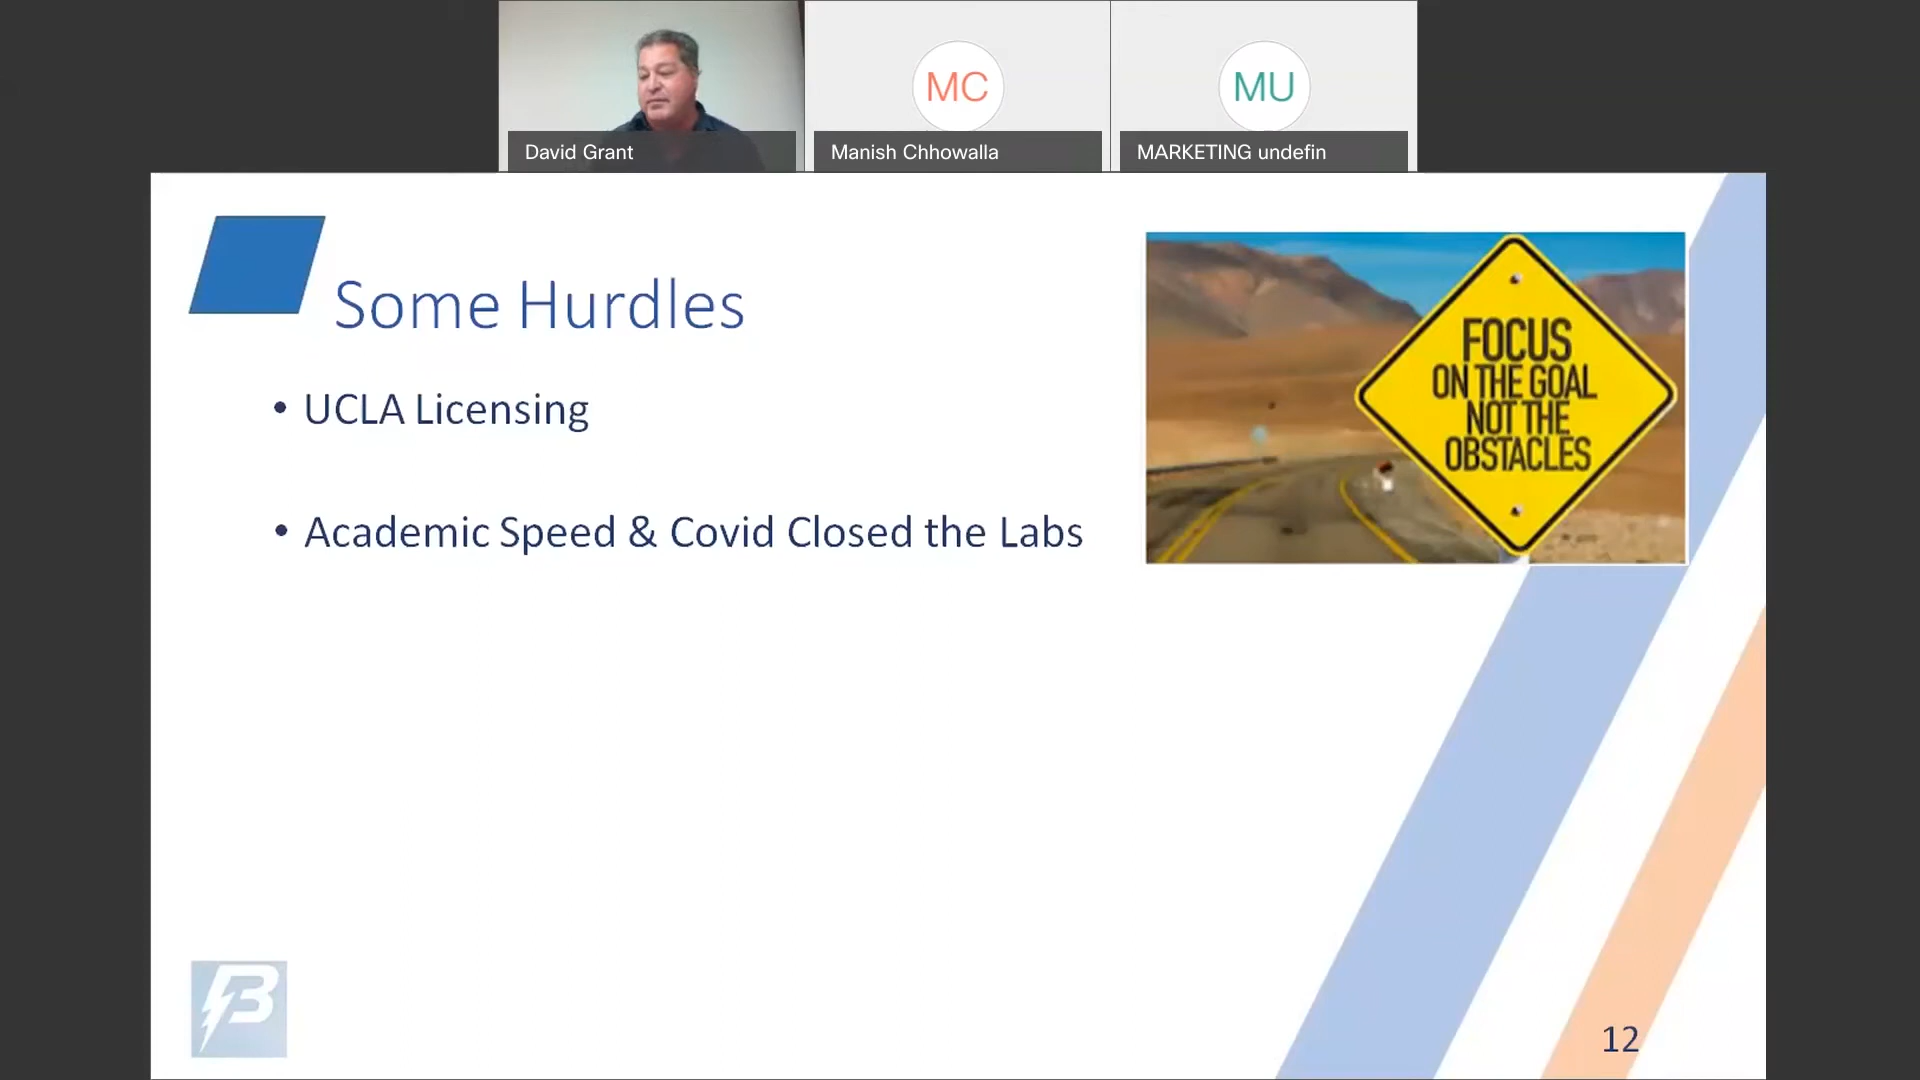 MC
MU
David Grant
Manish Chhowalla
MARKETING undefin
Some Hurdles
• UCLA Licensing
• Academic Speed & Covid Closed the Labs
FOCUS
ON THE GOAL
NOT THE
OBSTACLES
B
12